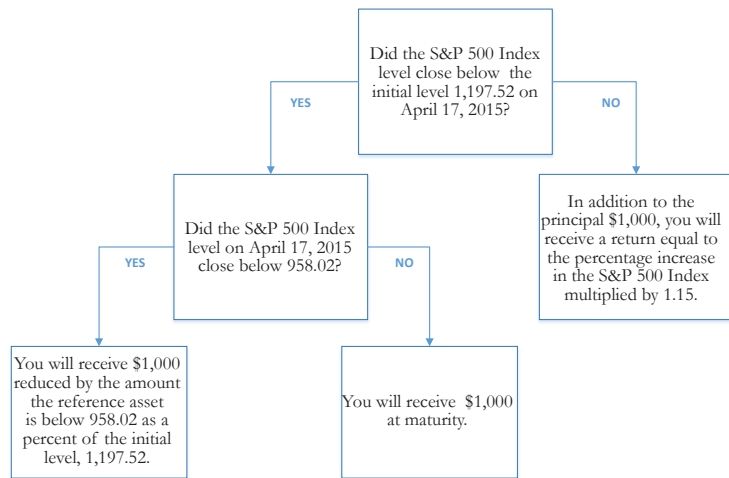 Did the S&P 500 Index
level close below the
initial level 1,197.52 on
April 17, 2015?
YES
NO
Did the S&P 500 Index
level on April 17, 2015
close below 958.02?
In addition to the
principal $1,000, you will
receive a return equal to
the percentage increase
in the S&P 500 Index
multiplied by 1.15.
YES
NO
You will receive $1,000
reduced by the amount
the reference asset
is below 958.02 as a
percent of the initial
level, 1,197.52.
You will receive $1,000
at maturity.